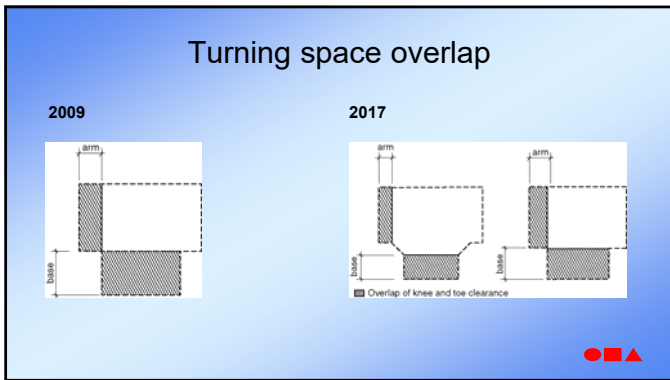 Turning space overlap
2009
2017
arm
base
arm
base
arm
base
Overlap of knee and toe clearance